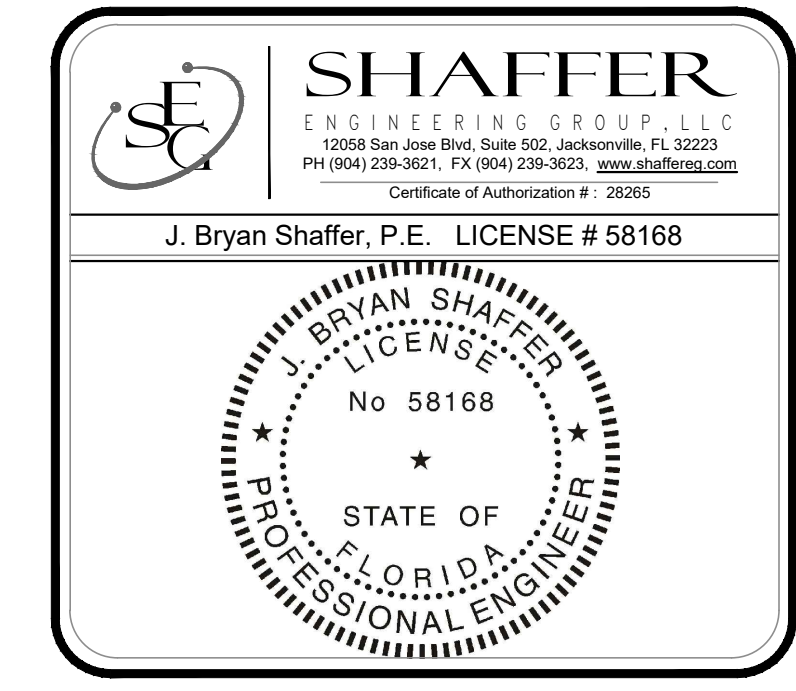 SEG
SHAFFER
ENGINEERING GROUP, LLC
12058 San Jose Blvd, Suite 502, Jacksonville, FL 32223
PH (904) 239-3621, FX (904) 239-3623, www.shaffereg.com
Certificate of Authorization # : 28265
J. Bryan Shaffer, P.E. LICENSE # 58168
J. BRYAN SHAFFER
LICENSE
No 58168
STATE OF
FLORIDA
PROFESSIONAL ENGINEER